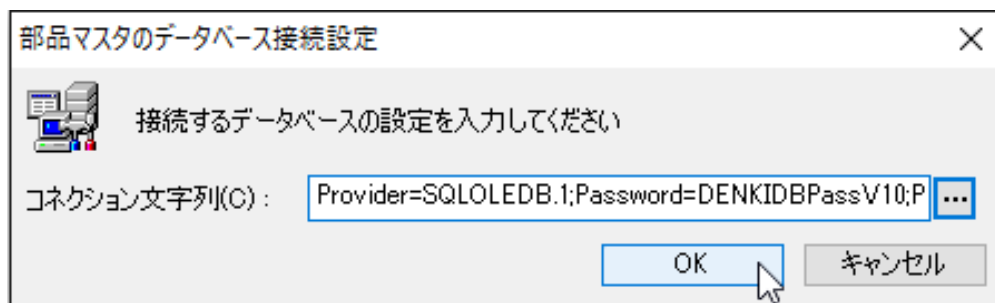 部品マスタのデータベース接続設定
接続するデータベースの設定を入力してください
コネクション文字列(C)： Provider=SQLOLEDB.1;Password=DENKIDBPassV10;P ...
OK キャンセル